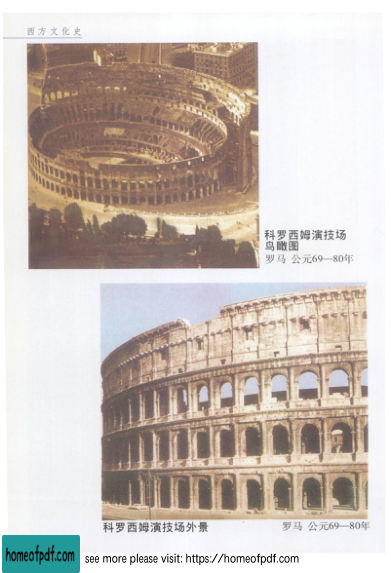 西方文化史
科罗西姆演技场
鸟瞰图
罗马 公元69—80年
科罗西姆演技场外景
罗马 公元69—80年
homeofpdf.com
see more please visit: https://homeofpdf.com